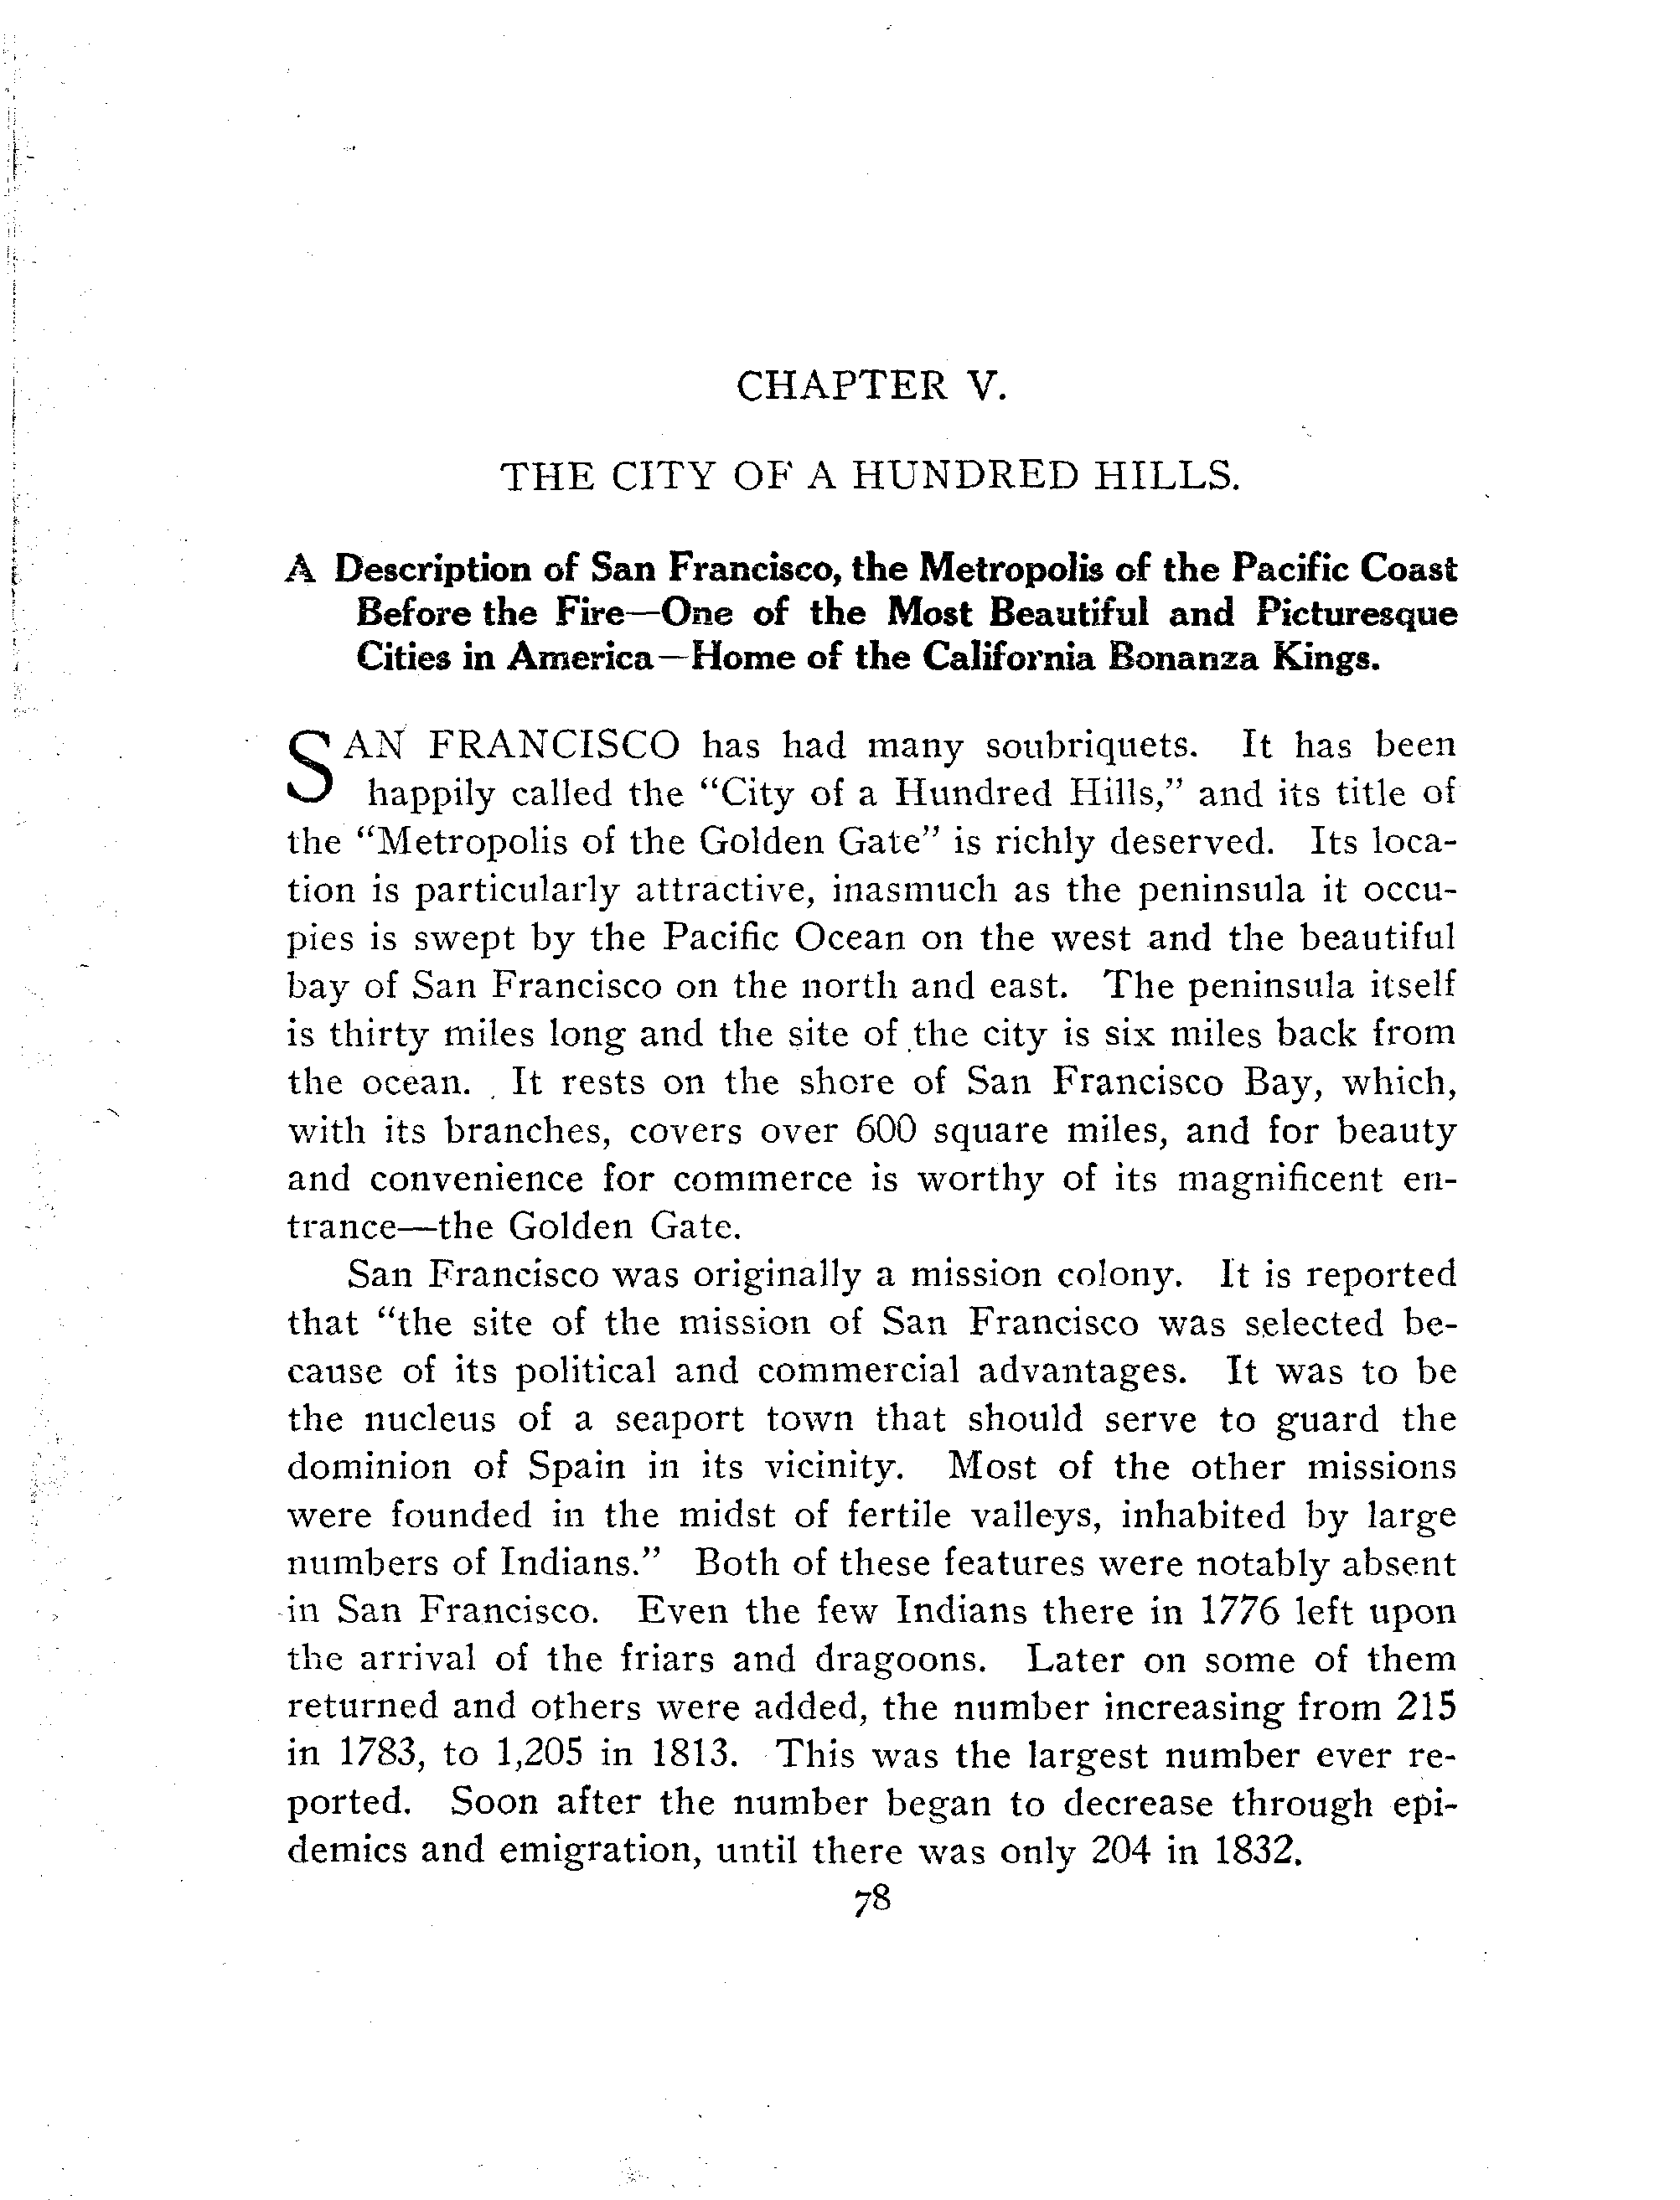 CHAPTER V.
THE CITY OF A HUNDRED HILLS.
A Description of San Francisco, the Metropolis of the Pacific Coast
Before the Fire—One of the Most Beautiful and Picturesque
Cities in America—Home of the California Bonanza Kings.
SAN FRANCISCO has had many soubriquets. It has been
happily called the “City of a Hundred Hills,” and its title of
the “Metropolis of the Golden Gate” is richly deserved. Its loca-
tion is particularly attractive, inasmuch as the peninsula it occu-
pies is swept by the Pacific Ocean on the west and the beautiful
bay of San Francisco on the north and east. The peninsula itself
is thirty miles long and the site of the city is six miles back from
the ocean. It rests on the shore of San Francisco Bay, which,
with its branches, covers over 600 square miles, and for beauty
and convenience for commerce is worthy of its magnificent en-
trance—the Golden Gate.
San Francisco was originally a mission colony. It is reported
that “the site of the mission of San Francisco was selected be-
cause of its political and commercial advantages. It was to be
the nucleus of a seaport town that should serve to guard the
dominion of Spain in its vicinity. Most of the other missions
were founded in the midst of fertile valleys, inhabited by large
numbers of Indians.” Both of these features were notably absent
in San Francisco. Even the few Indians there in 1776 left upon
the arrival of the friars and dragoons. Later on some of them
returned and others were added, the number increasing from 215
in 1783, to 1,205 in 1813. This was the largest number ever re-
ported. Soon after the number began to decrease through epi-
demics and emigration, until there was only 204 in 1832.
78